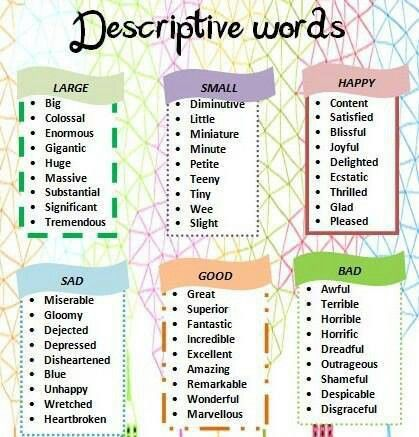 Descriptive words
LARGE
• Big
• Colossal
• Enormous
• Gigantic
• Huge
• Massive
• Substantial
• Significant
• Tremendous
SMALL
• Diminutive
• Little
• Miniature
• Minute
• Petite
• Teeny
• Tiny
• Wee
• Slight
HAPPY
• Content
• Satisfied
• Blissful
• Joyful
• Delighted
• Ecstatic
• Thrilled
• Glad
• Pleased
SAD
• Miserable
• Gloomy
• Dejected
• Depressed
• Disheartened
• Blue
• Unhappy
• Wretched
• Heartbroken
GOOD
• Great
• Superior
• Fantastic
• Incredible
• Excellent
• Amazing
• Remarkable
• Wonderful
• Marvellous
BAD
• Awful
• Terrible
• Horrible
• Horrific
• Dreadful
• Outrageous
• Shameful
• Despicable
• Disgraceful